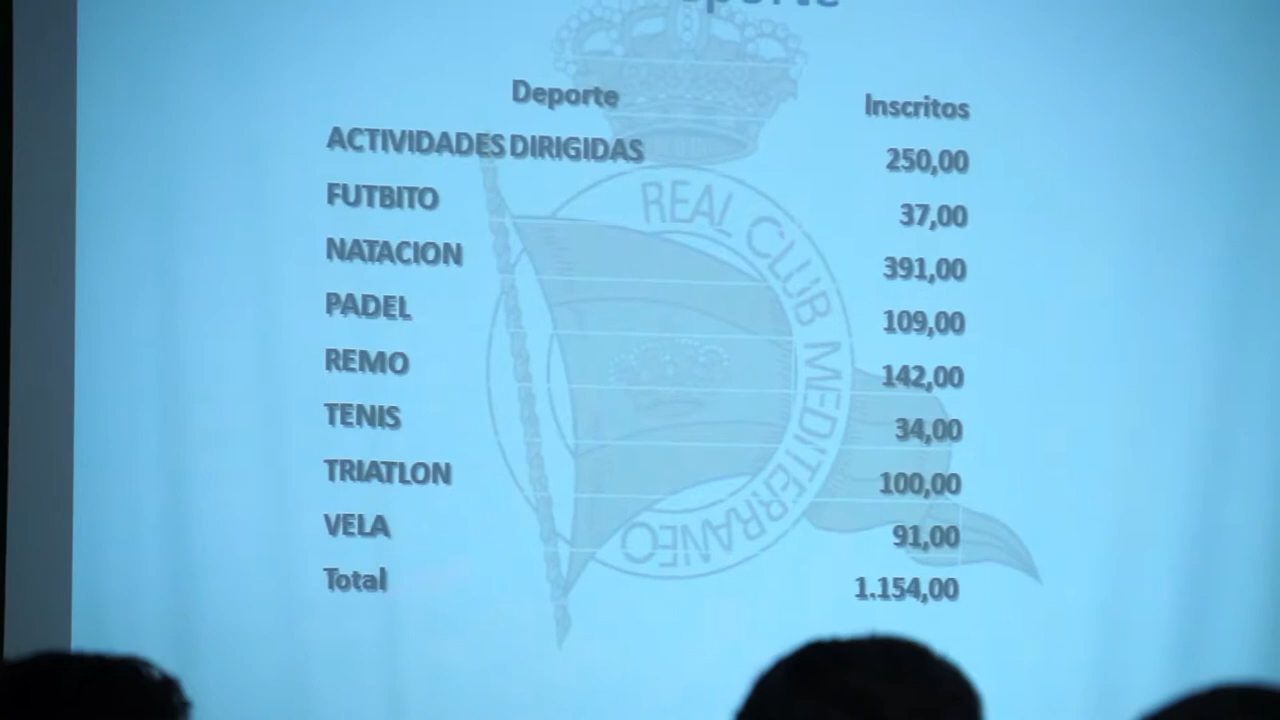 Deporte Inscritos
ACTIVIDADES DIRIGIDAS 250,00
FUTBITO 37,00
NATACION 391,00
PADEL 109,00
REMO 142,00
TENIS 34,00
TRIATLON 100,00
VELA 91,00
Total 1.154,00
REAL CLUB MEDITERRANEO